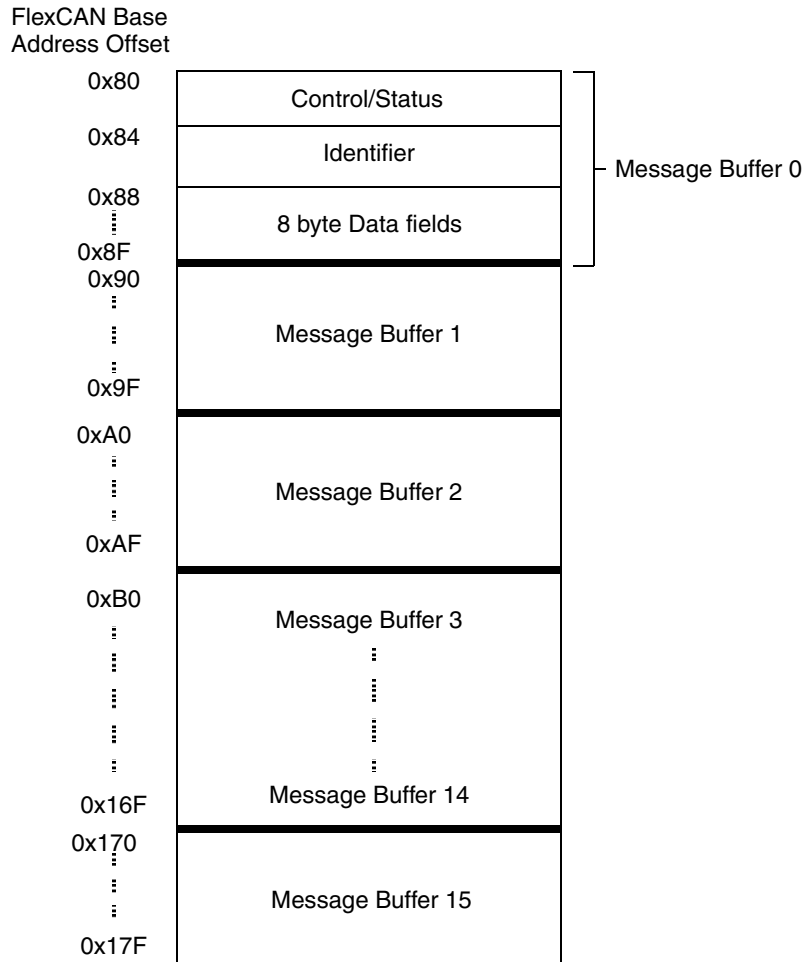 FlexCAN Base
Address Offset
0x80
Control/Status
0x84
Identifier
Message Buffer 0
0x88
8 byte Data fields
0x8F
0x90
Message Buffer 1
0x9F
0xA0
Message Buffer 2
0xAF
0xB0
Message Buffer 3
Message Buffer 14
0x16F
0x170
Message Buffer 15
0x17F